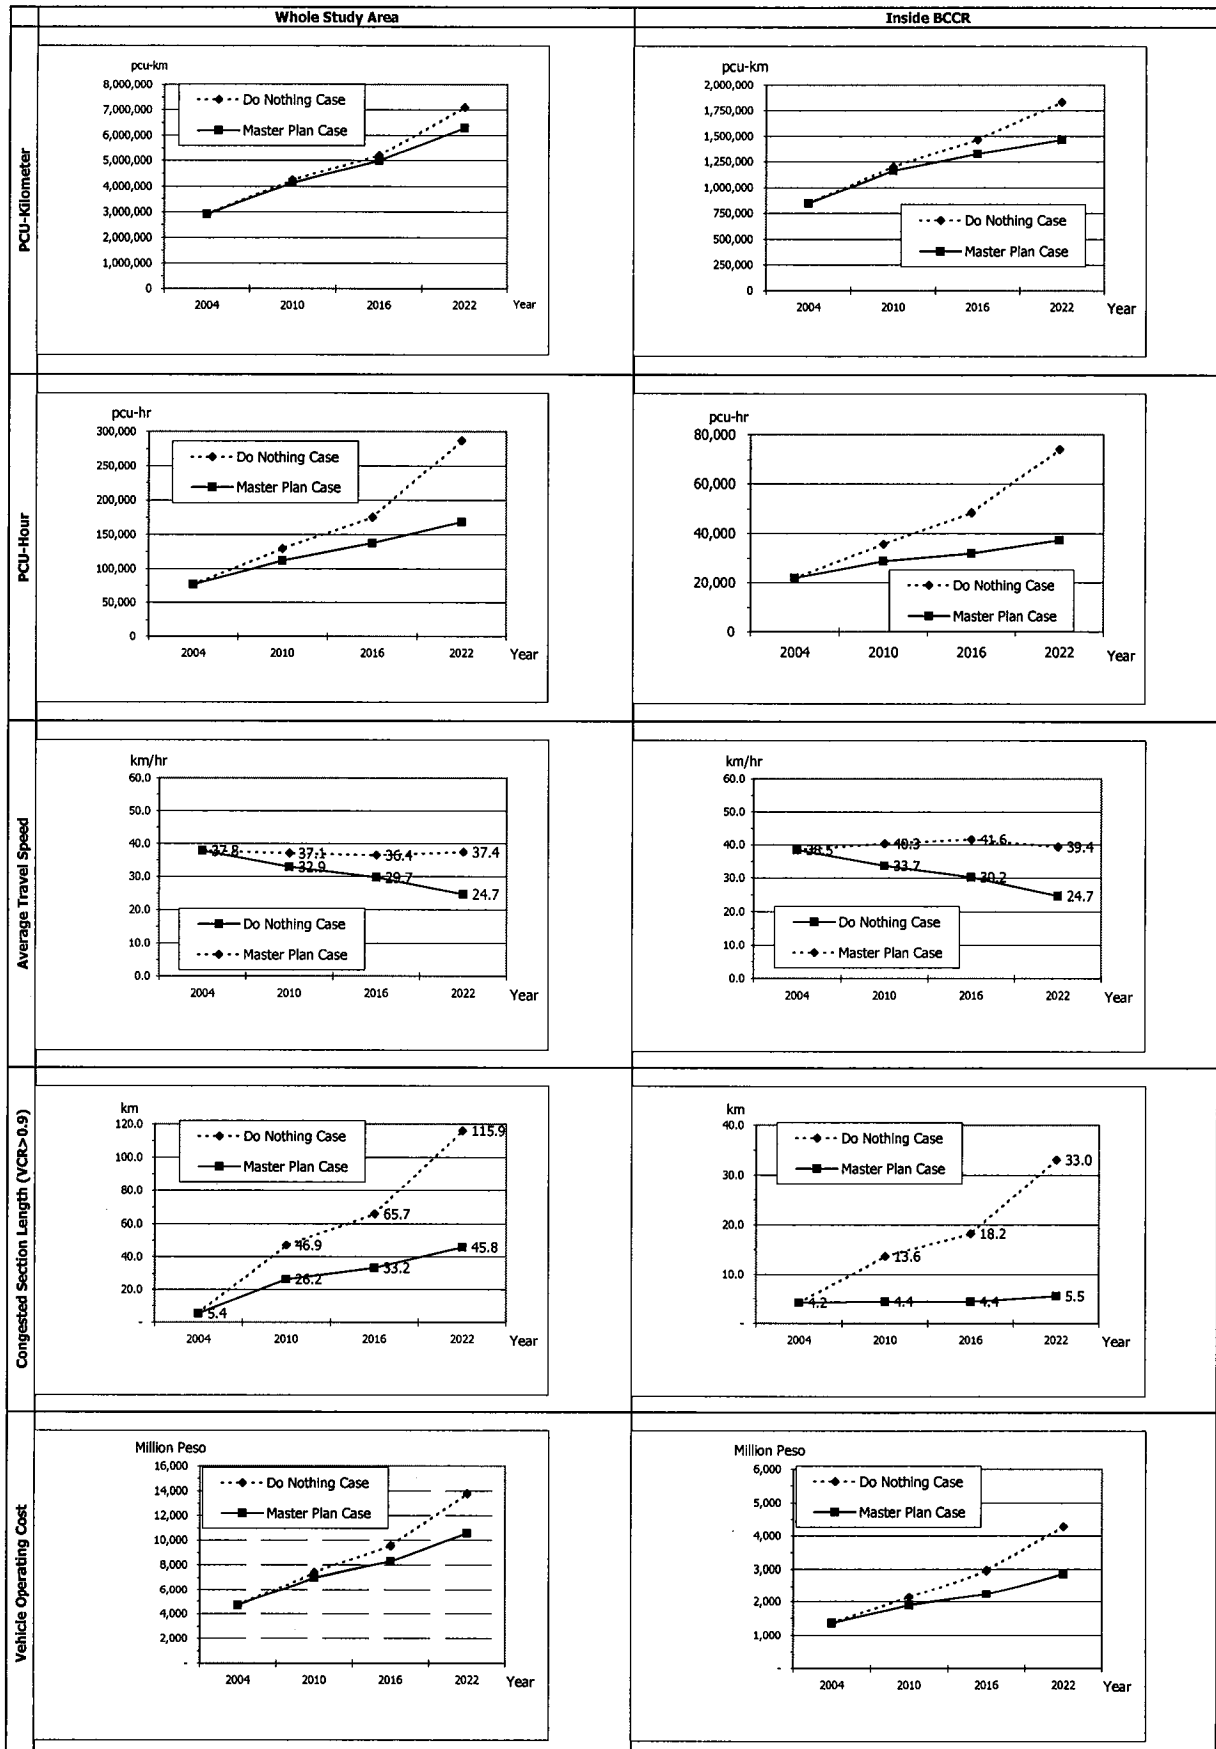 Whole Study Area
Inside BCCR
PCU-Kilometer
pcu-km
8,000,000
7,000,000
6,000,000
5,000,000
4,000,000
3,000,000
2,000,000
1,000,000
0
Do Nothing Case
Master Plan Case
2004 2010 2016 2022 Year
pcu-km
2,000,000
1,750,000
1,500,000
1,250,000
1,000,000
750,000
500,000
250,000
0
Do Nothing Case
Master Plan Case
2004 2010 2016 2022 Year
PCU-Hour
pcu-hr
300,000
250,000
200,000
150,000
100,000
50,000
0
Do Nothing Case
Master Plan Case
2004 2010 2016 2022 Year
pcu-hr
80,000
60,000
40,000
20,000
0
Do Nothing Case
Master Plan Case
2004 2010 2016 2022 Year
Average Travel Speed
km/hr
60.0
50.0
40.0
30.0
20.0
10.0
0.0
37.8 37.1 36.4 37.4
32.9 29.7 24.7
Do Nothing Case
Master Plan Case
2004 2010 2016 2022 Year
km/hr
60.0
50.0
40.0
30.0
20.0
10.0
0.0
38.5 40.3 41.6 39.4
33.7 30.2 24.7
Do Nothing Case
Master Plan Case
2004 2010 2016 2022 Year
Congested Section Length (VCR>0.9)
km
120.0
100.0
80.0
60.0
40.0
20.0
-
Do Nothing Case
Master Plan Case
115.9
65.7
46.9
45.8
33.2
26.2
5.4
2004 2010 2016 2022
km
40.0
30.0
20.0
10.0
-
Do Nothing Case
Master Plan Case
33.0
18.2
13.6
4.2 4.4 4.4 5.5
2004 2010 2016 2022
Vehicle Operating Cost
Million Peso
16,000
14,000
12,000
10,000
8,000
6,000
4,000
2,000
-
Do Nothing Case
Master Plan Case
2004 2010 2016 2022 Year
Million Peso
6,000
5,000
4,000
3,000
2,000
1,000
-
Do Nothing Case
Master Plan Case
2004 2010 2016 2022 Year